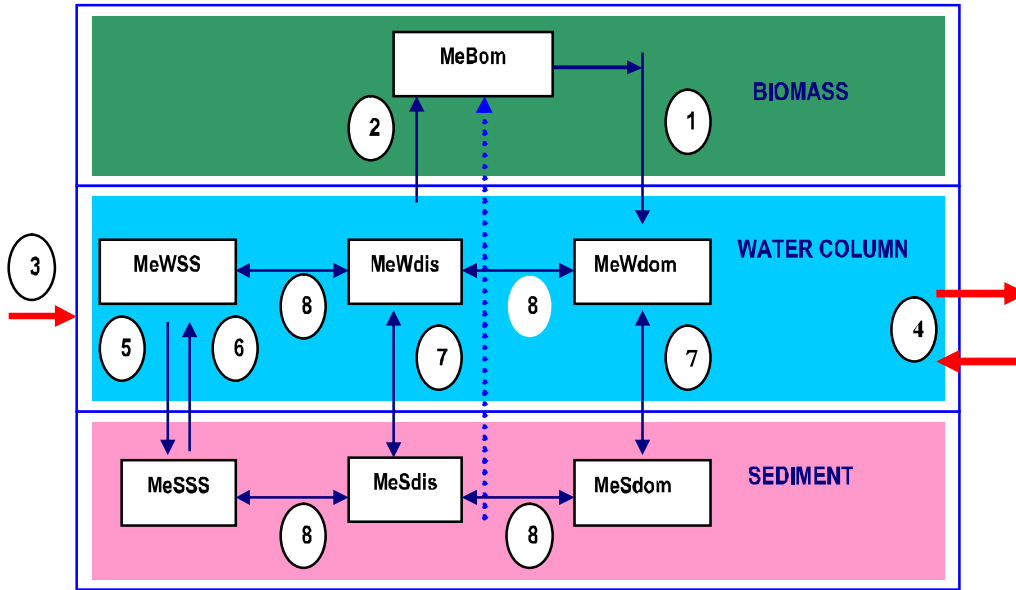 MeBom
BIOMASS
2
1
3
MeWSS
MeWdis
MeWdom
WATER COLUMN
8
8
4
5
6
7
7
MeSSS
MeSdis
MeSdom
SEDIMENT
8
8